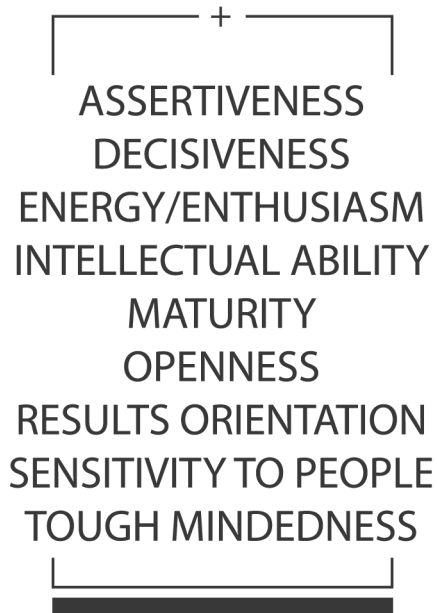 +
ASSERTIVENESS
DECISIVENESS
ENERGY/ENTHUSIASM
INTELLECTUAL ABILITY
MATURITY
OPENNESS
RESULTS ORIENTATION
SENSITIVITY TO PEOPLE
TOUGH MINDEDNESS